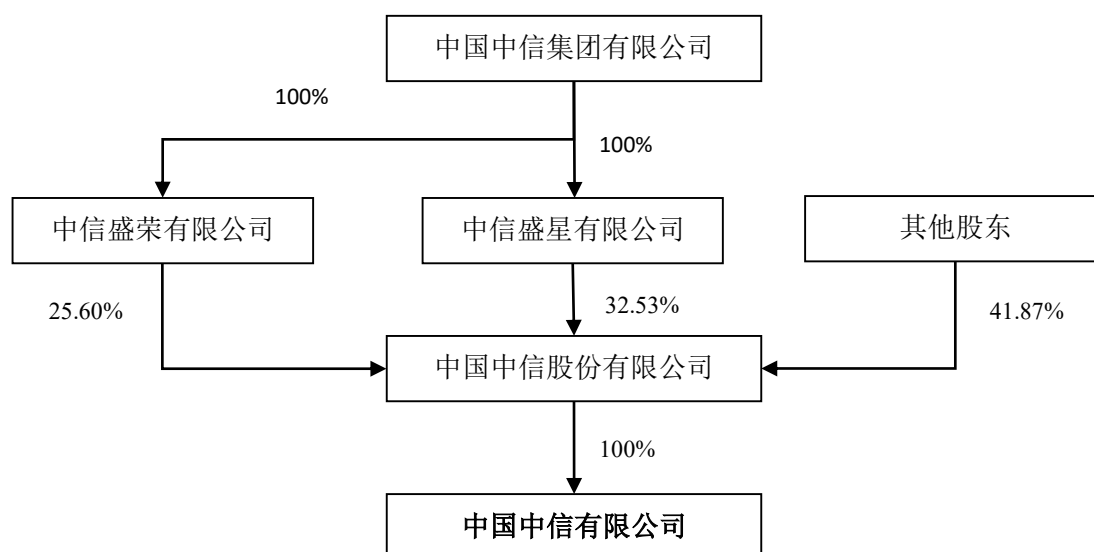 中国中信集团有限公司
100%
100%
中信盛荣有限公司
中信盛星有限公司
其他股东
25.60%
32.53%
41.87%
中国中信股份有限公司
100%
中国中信有限公司